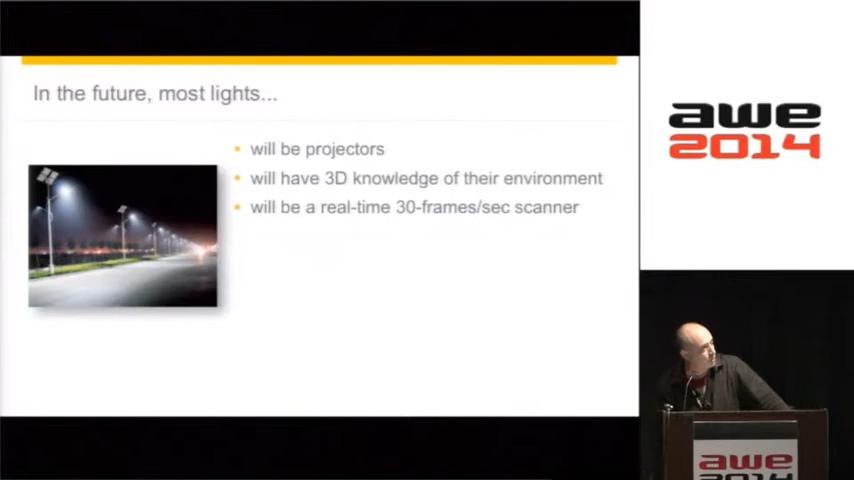 In the future, most lights...
will be projectors
will have 3D knowledge of their environment
will be a real-time 30-frames/sec scanner
awe
2014
awe
2014